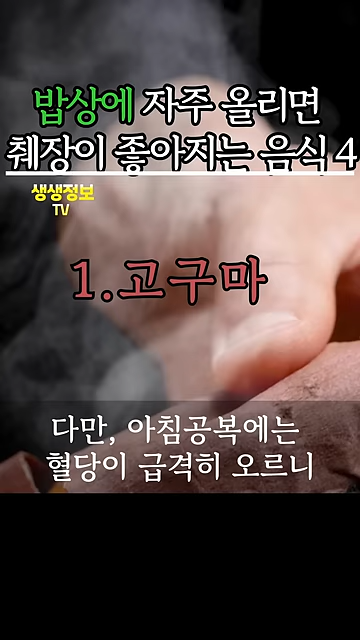 밥상에 자주 올리면
췌장이 좋아지는 음식 4
생생정보
TV
1.고구마
다만, 아침공복에는
혈당이 급격히 오르니